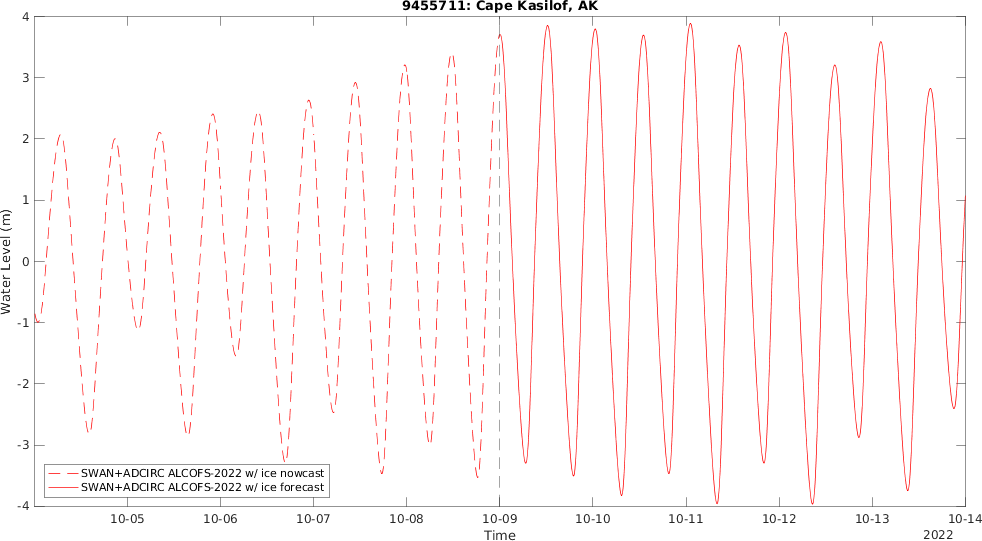 9455711: Cape Kasilof, AK
Water Level (m)
4
3
2
1
0
-1
-2
-3
-4
SWAN+ADCIRC ALCOFS-2022 w/ ice nowcast
SWAN+ADCIRC ALCOFS-2022 w/ ice forecast
10-05 10-06 10-07 10-08 10-09 10-10 10-11 10-12 10-13 10-14
Time
2022